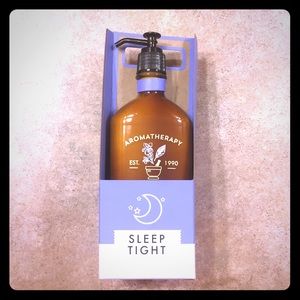 AROMATHERAPY
EST. 1990
SLEEP
TIGHT